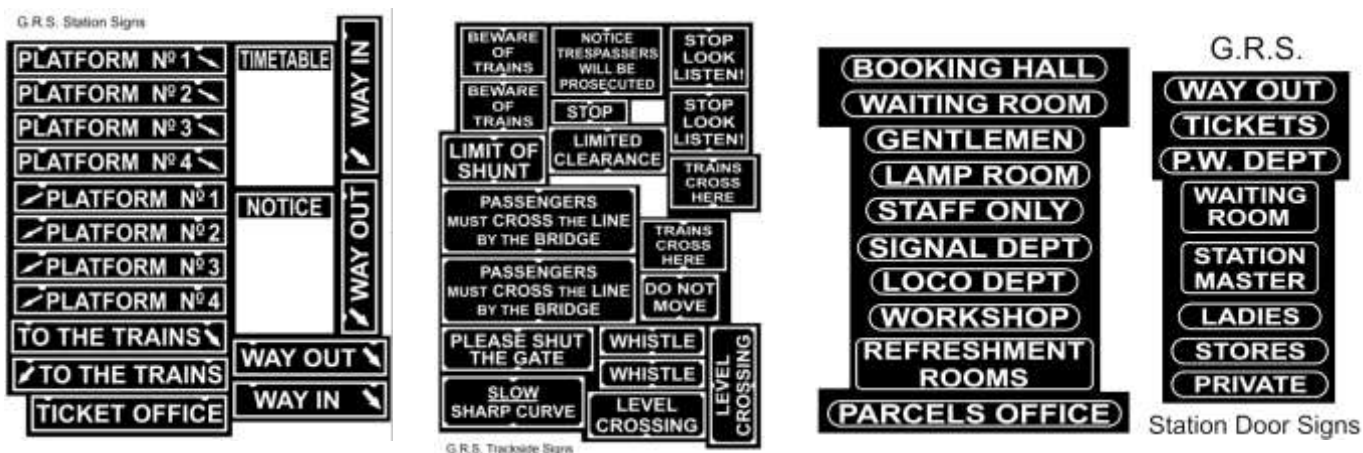 G.R.S. Station Signs
PLATFORM Nº 1
PLATFORM Nº 2
PLATFORM Nº 3
PLATFORM Nº 4
PLATFORM Nº 1
PLATFORM Nº 2
PLATFORM Nº 3
PLATFORM Nº 4
TO THE TRAINS
TO THE TRAINS
TICKET OFFICE
TIMETABLE
NOTICE
WAY IN
WAY OUT
WAY OUT
WAY IN
BEWARE
OF
TRAINS
BEWARE
OF
TRAINS
NOTICE
TRESPASSERS
WILL BE
PROSECUTED
STOP
STOP
LOOK
LISTEN!
STOP
LOOK
LISTEN!
LIMIT OF
SHUNT
LIMITED
CLEARANCE
TRAINS
CROSS
HERE
PASSENGERS
MUST CROSS THE LINE
BY THE BRIDGE
TRAINS
CROSS
HERE
PASSENGERS
MUST CROSS THE LINE
BY THE BRIDGE
DO NOT
MOVE
PLEASE SHUT
THE GATE
WHISTLE
WHISTLE
LEVEL
CROSSING
SLOW
SHARP CURVE
LEVEL
CROSSING
G.R.S. Trackside Signs
BOOKING HALL
WAITING ROOM
GENTLEMEN
LAMP ROOM
STAFF ONLY
SIGNAL DEPT
LOCO DEPT
WORKSHOP
REFRESHMENT
ROOMS
PARCELS OFFICE
G.R.S.
WAY OUT
TICKETS
P.W. DEPT
WAITING
ROOM
STATION
MASTER
LADIES
STORES
PRIVATE
Station Door Signs